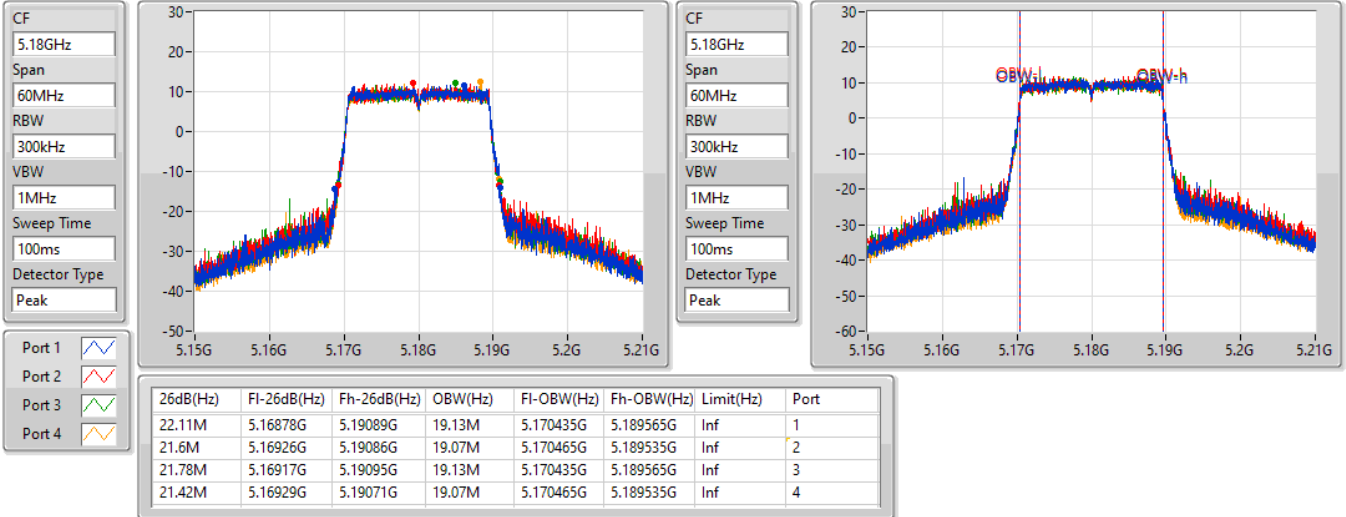 CF
5.18GHz
Span
60MHz
RBW
300kHz
VBW
1MHz
Sweep Time
100ms
Detector Type
Peak
30
20
10
0
-10
-20
-30
-40
-50
5.15G 5.16G 5.17G 5.18G 5.19G 5.2G 5.21G
CF
5.18GHz
Span
60MHz
RBW
300kHz
VBW
1MHz
Sweep Time
100ms
Detector Type
Peak
30
20
10
0
-10
-20
-30
-40
-50
-60
OBW-l OBW-h
5.15G 5.16G 5.17G 5.18G 5.19G 5.2G 5.21G
Port 1
Port 2
Port 3
Port 4
26dB(Hz) Fl-26dB(Hz) Fh-26dB(Hz) OBW(Hz) Fl-OBW(Hz) Fh-OBW(Hz) Limit(Hz) Port
22.11M 5.16878G 5.19089G 19.13M 5.170435G 5.189565G Inf 1
21.6M 5.16926G 5.19086G 19.07M 5.170465G 5.189535G Inf 2
21.78M 5.16917G 5.19095G 19.13M 5.170435G 5.189565G Inf 3
21.42M 5.16929G 5.19071G 19.07M 5.170465G 5.189535G Inf 4